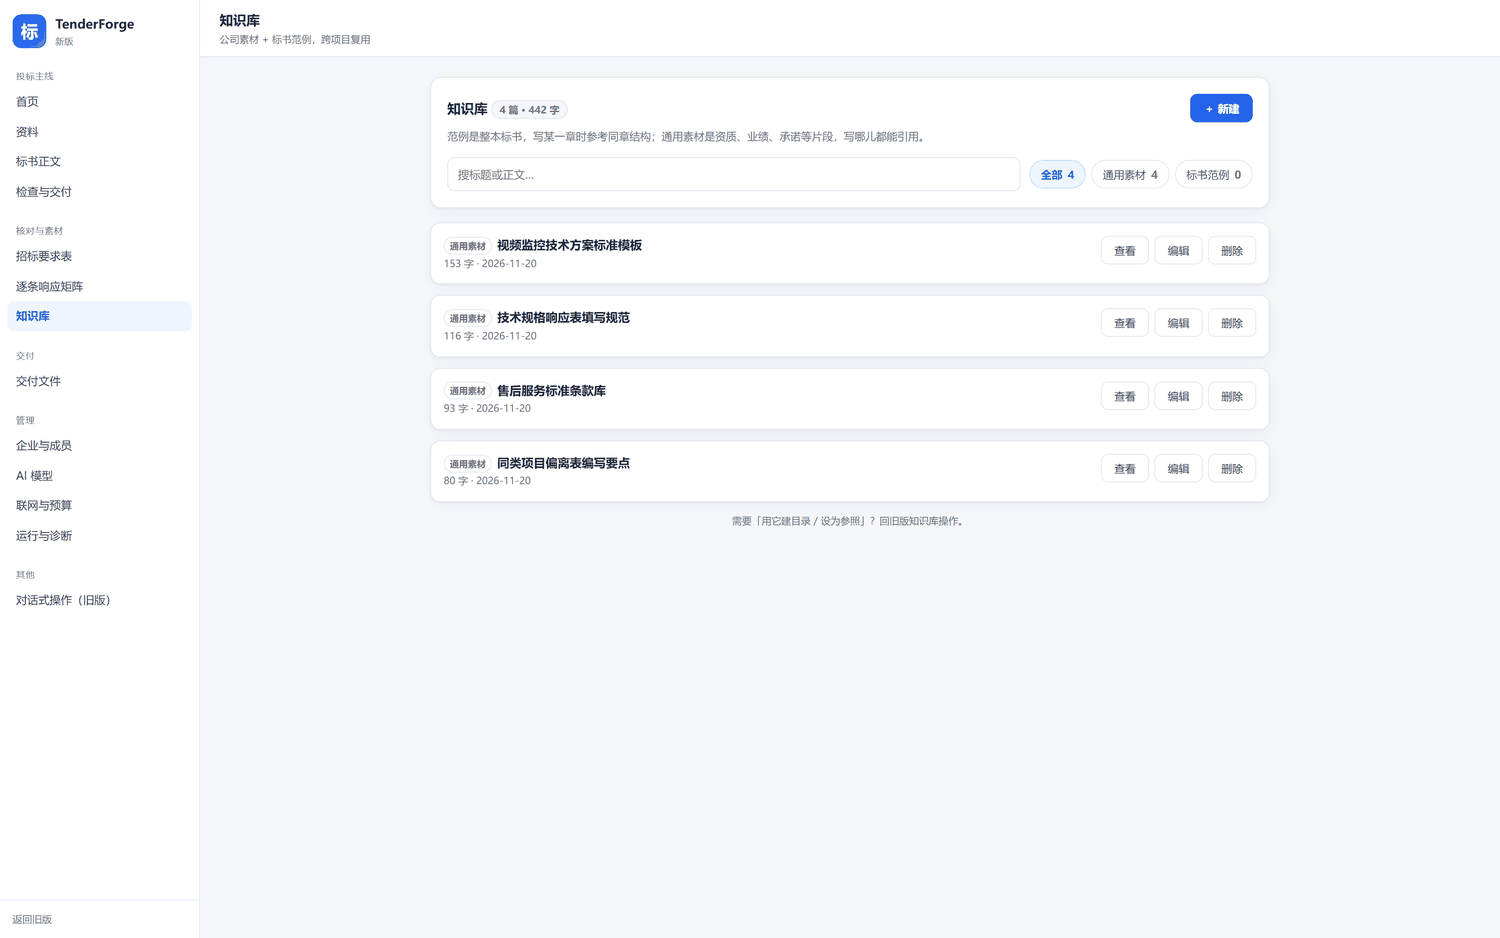 标
TenderForge
新版
投标主线
首页
资料
标书正文
检查与交付
核对与素材
招标要求表
逐条响应矩阵
知识库
交付
交付文件
管理
企业与成员
AI 模型
联网与预算
运行与诊断
其他
对话式操作（旧版）
返回旧版
知识库
公司素材 + 标书范例，跨项目复用
知识库 4 篇 • 442 字
+ 新建
范例是整本标书，写某一章时参考同章结构；通用素材是资质、业绩、承诺等片段，写哪儿都能引用。
搜标题或正文... 全部 4 通用素材 4 标书范例 0
通用素材 视频监控技术方案标准模板
153 字 · 2026-11-20
查看 编辑 删除
通用素材 技术规格响应表填写规范
116 字 · 2026-11-20
查看 编辑 删除
通用素材 售后服务标准条款库
93 字 · 2026-11-20
查看 编辑 删除
通用素材 同类项目偏离表编写要点
80 字 · 2026-11-20
查看 编辑 删除
需要「用它建目录 / 设为参照」？回旧版知识库操作。